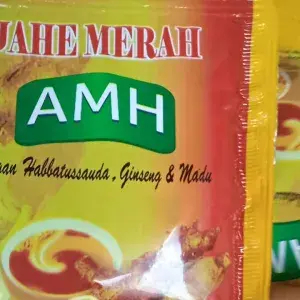 JAHE MERAH
AMH
Habbatussauda, Ginseng & Madu